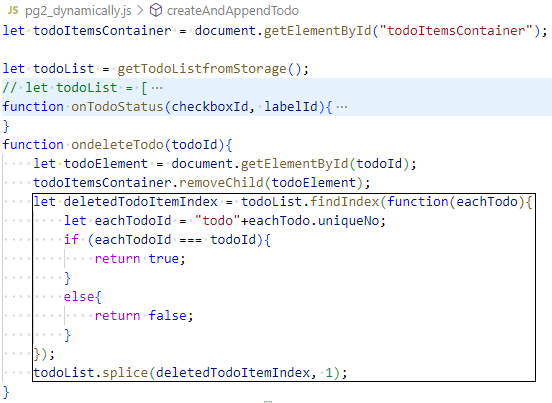 JS pg2_dynamically.js > createAndAppendTodo
let todoItemsContainer = document.getElementById("todoItemsContainer");
let todoList = getTodoListfromStorage();
// let todoList = [ ⋯
function onTodoStatus(checkboxId, labelId){ ⋯
}
function ondeleteTodo(todoId){
    let todoElement = document.getElementById(todoId);
    todoItemsContainer.removeChild(todoElement);
    let deletedTodoItemIndex = todoList.findIndex(function(eachTodo){
        let eachTodoId = "todo"+eachTodo.uniqueNo;
        if (eachTodoId === todoId){
            return true;
        }
        else{
            return false;
        }
    });
    todoList.splice(deletedTodoItemIndex, 1);
}